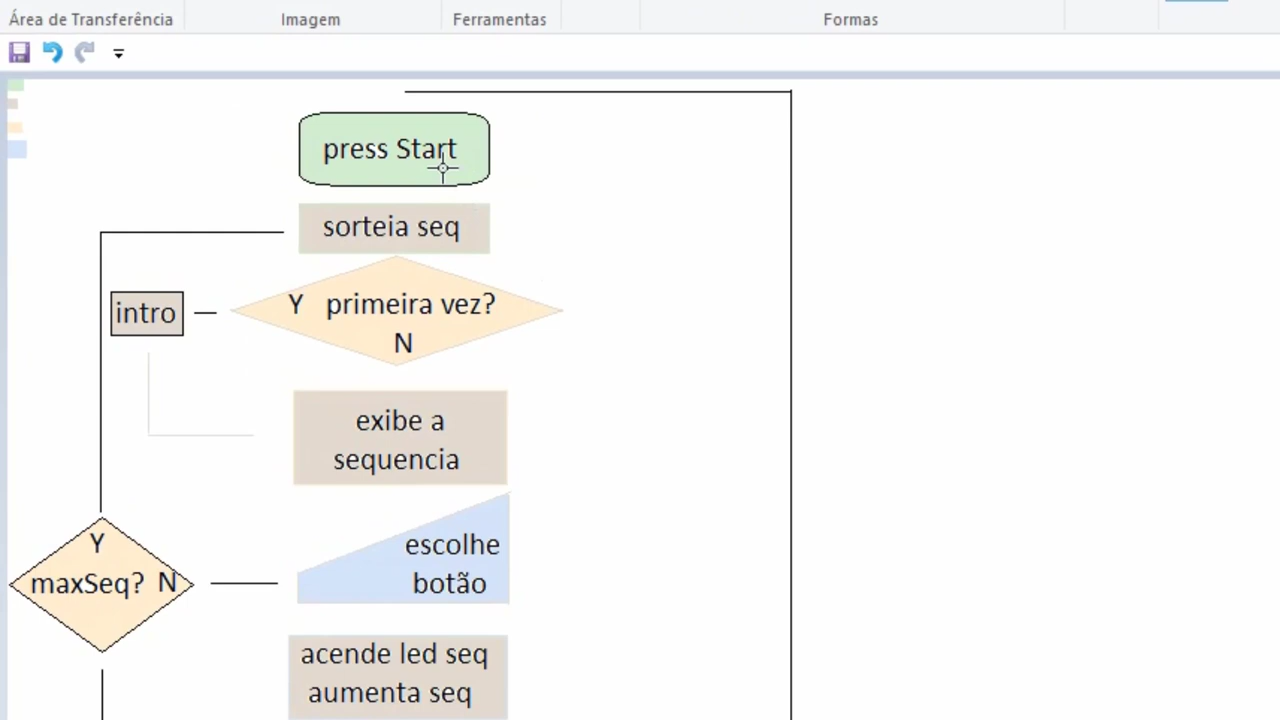 Área de Transferência
Imagem
Ferramentas
Formas
press Start
sorteia seq
intro
Y primeira vez?
N
exibe a
sequencia
Y
maxSeq? N
escolhe
botão
acende led seq
aumenta seq